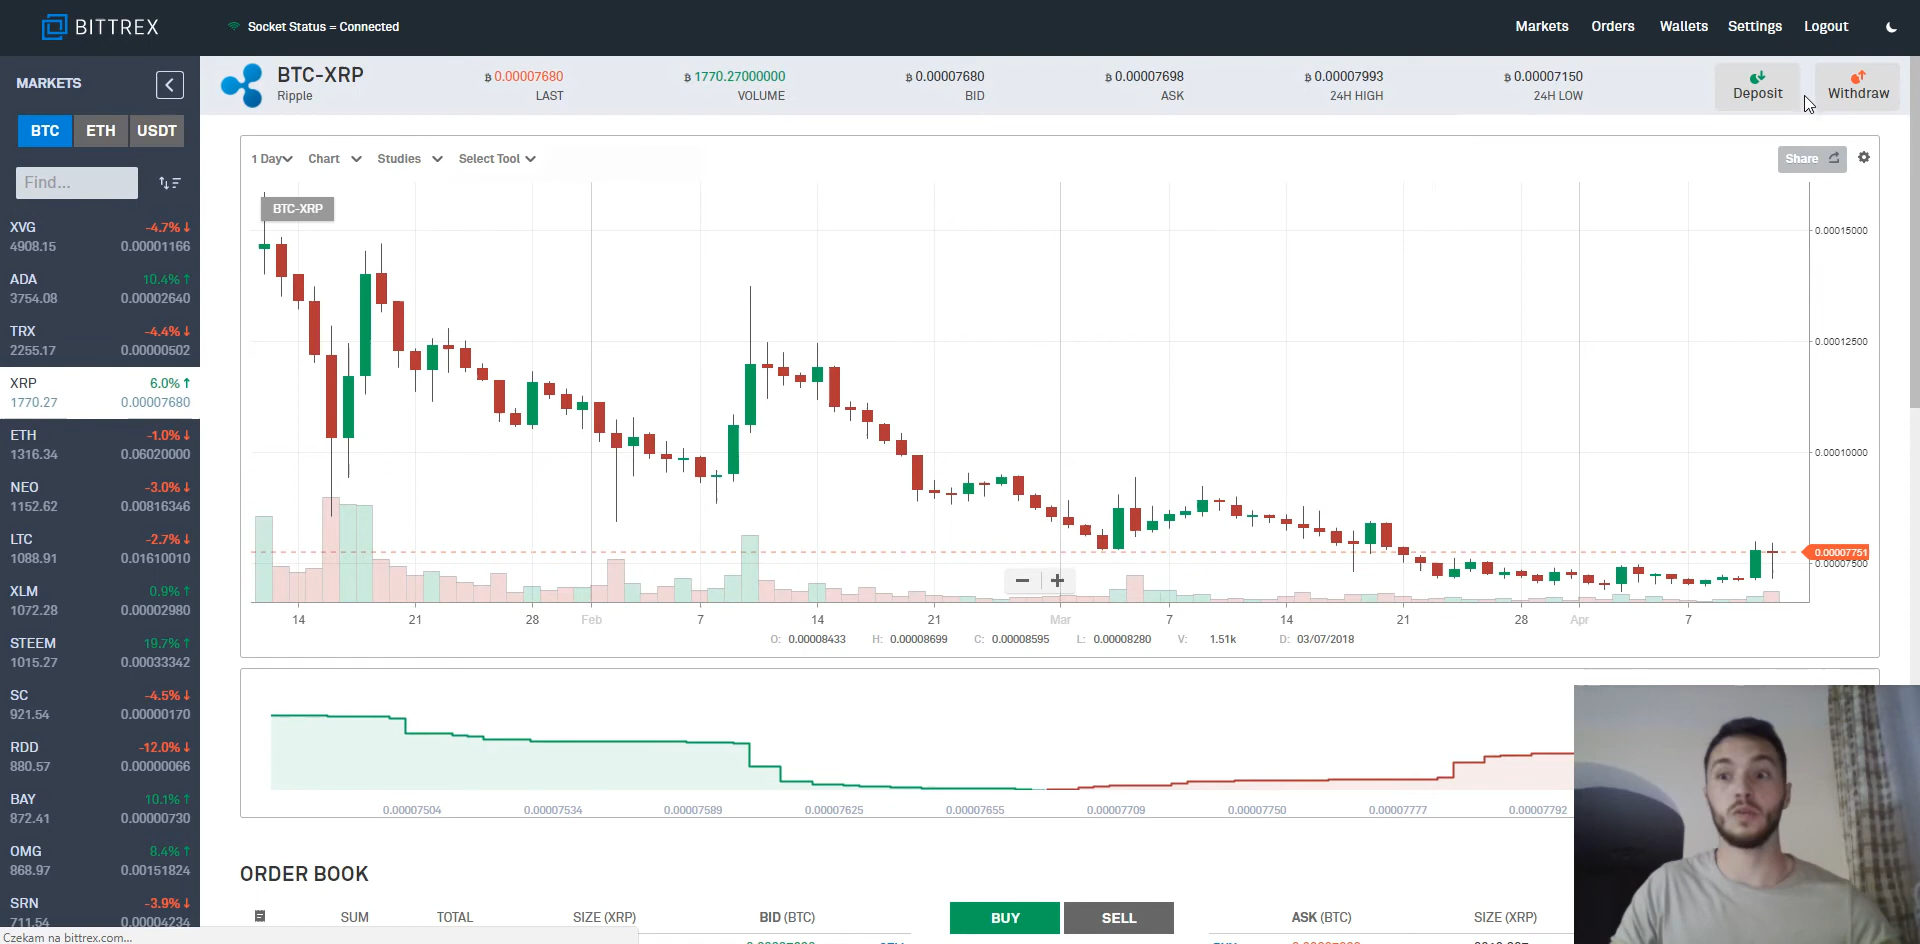 BITTREX
Socket Status = Connected
Markets Orders Wallets Settings Logout
MARKETS
BTC ETH USDT
Find...
XVG -4.7% ↓
4908.15 0.00001166
ADA 10.4% ↑
3754.08 0.00002640
TRX -4.4% ↓
2255.17 0.00000502
XRP 6.0% ↑
1770.27 0.00007680
ETH -1.0% ↓
1316.34 0.06020000
NEO -3.0% ↓
1152.62 0.00816346
LTC -2.7% ↓
1088.91 0.01610010
XLM 0.9% ↑
1072.28 0.00002980
STEEM 19.7% ↑
1015.27 0.00033342
SC -4.5% ↓
921.54 0.00000170
RDD -12.0% ↓
880.57 0.00000066
BAY 10.1% ↑
872.41 0.00000730
OMG 8.4% ↑
868.97 0.00151824
SRN -3.9% ↓
711.54 0.00004234
Czekam na bittrex.com...
BTC-XRP
Ripple
฿ 0.00007680
LAST
฿ 1770.27000000
VOLUME
฿ 0.00007680
BID
฿ 0.00007698
ASK
฿ 0.00007993
24H HIGH
฿ 0.00007150
24H LOW
Deposit
Withdraw
1 Day Chart Studies Select Tool
Share
BTC-XRP
0.00015000
0.00012500
0.00010000
0.00007751
0.00007500
14 21 28 Feb 7 14 21 Mar 7 14 21 28 Apr 7
O: 0.00008433 H: 0.00008699 C: 0.00008595 L: 0.00008280 V: 1.51k D: 03/07/2018
0.00007504 0.00007534 0.00007589 0.00007625 0.00007655 0.00007709 0.00007750 0.00007777 0.00007792
ORDER BOOK
SUM TOTAL SIZE (XRP) BID (BTC) BUY SELL ASK (BTC) SIZE (XRP)